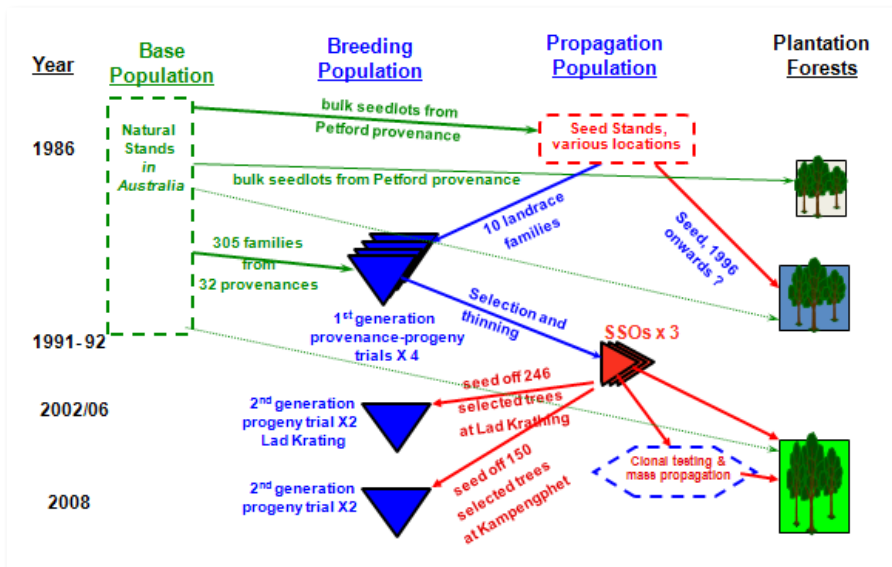 Year
Base
Population
Breeding
Population
Propagation
Population
Plantation
Forests
1986
Natural
Stands
in
Australia
bulk seedlots from
Petford provenance
Seed Stands,
various locations
bulk seedlots from Petford provenance
10 landrace
families
Seed, 1996
onwards ?
305 families
from
32 provenances
1st generation
provenance-progeny
trials X 4
Selection and
thinning
1991-92
SSOs x 3
2002/06
2nd generation
progeny trial X2
Lad Krating
seed off 246
selected trees
at Lad Krathing
Clonal testing &
mass propagation
2008
2nd generation
progeny trial X2
seed off 150
selected trees
at Kampengphet